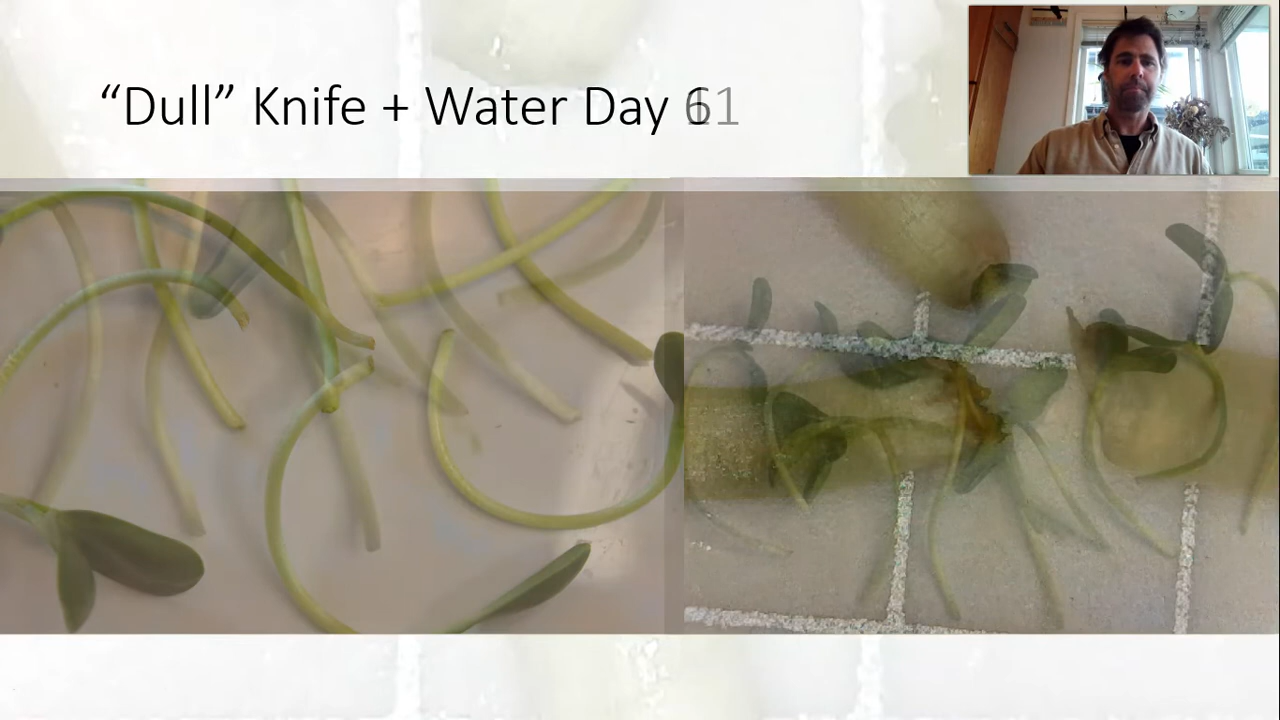 “Dull” Knife + Water Day